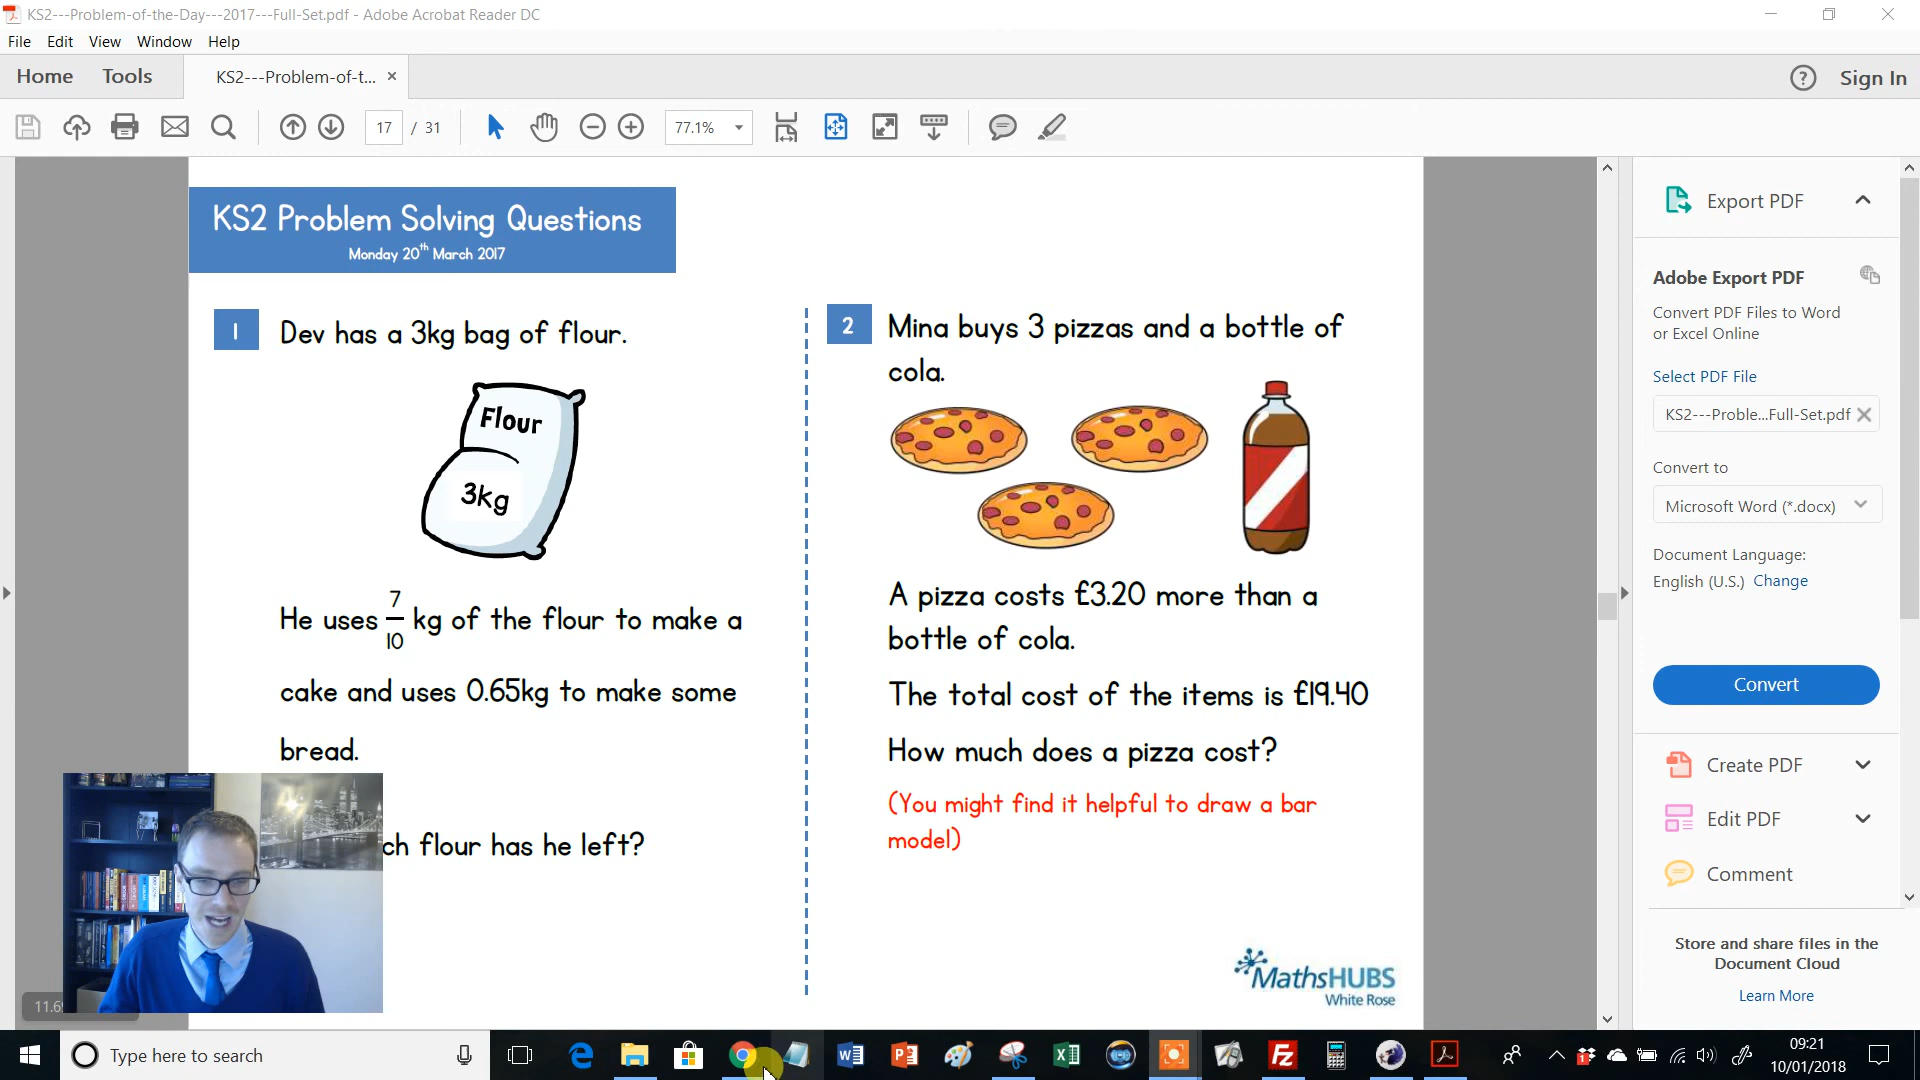 KS2---Problem-of-the-Day---2017---Full-Set.pdf - Adobe Acrobat Reader DC
File Edit View Window Help
Home Tools KS2---Problem-of-t... × ? Sign In
17 / 31 77.1%
KS2 Problem Solving Questions
Monday 20th March 2017
1 Dev has a 3kg bag of flour.
Flour
3kg
He uses 7/10 kg of the flour to make a
cake and uses 0.65kg to make some
bread.
ch flour has he left?
2 Mina buys 3 pizzas and a bottle of
cola.
A pizza costs £3.20 more than a
bottle of cola.
The total cost of the items is £19.40
How much does a pizza cost?
(You might find it helpful to draw a bar
model)
MathsHUBS
White Rose
Export PDF
Adobe Export PDF
Convert PDF Files to Word
or Excel Online
Select PDF File
KS2---Proble...Full-Set.pdf
Convert to
Microsoft Word (*.docx)
Document Language:
English (U.S.) Change
Convert
Create PDF
Edit PDF
Comment
Store and share files in the
Document Cloud
Learn More
Type here to search
09:21
10/01/2018